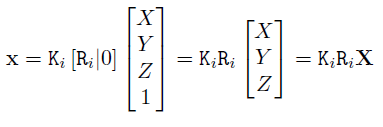 x = K_i [R_i|0] [X Y Z 1] = K_i R_i [X Y Z] = K_i R_i X